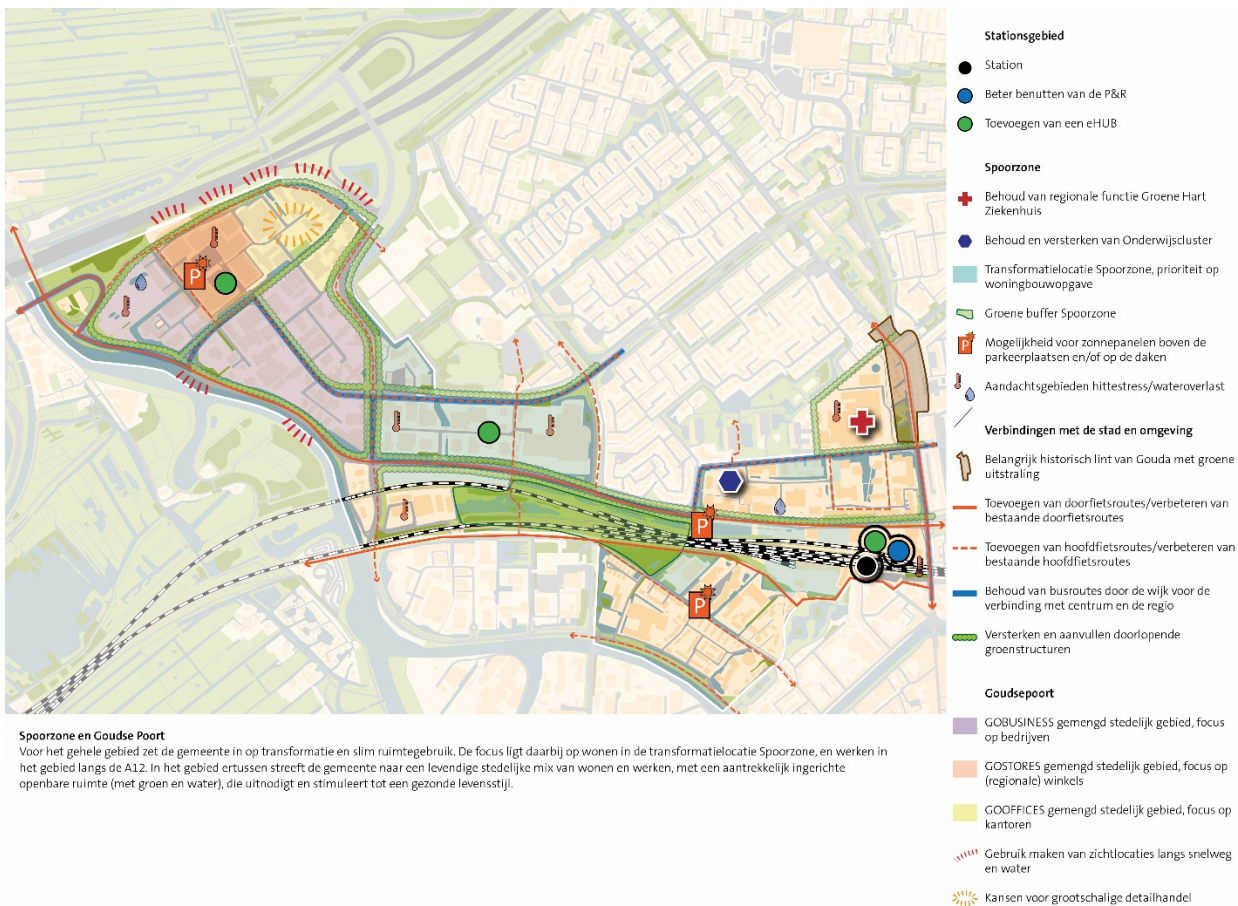 Stationsgebied
Station
Beter benutten van de P&R
Toevoegen van een eHUB
Spoorzone
Behoud van regionale functie Groene Hart
Ziekenhuis
Behoud en versterken van Onderwijscluster
Transformatielocatie Spoorzone, prioriteit op
woningbouwopgave
Groene buffer Spoorzone
Mogelijkheid voor zonnepanelen boven de
parkeerplaatsen en/of op de daken
Aandachtsgebieden hittestress/wateroverlast
Verbindingen met de stad en omgeving
Belangrijk historisch lint van Gouda met groene
uitstraling
Toevoegen van doorfietsroutes/verbeteren van
bestaande doorfietsroutes
Toevoegen van hoofdfietsroutes/verbeteren van
bestaande hoofdfietsroutes
Behoud van busroutes door de wijk voor de
verbinding met centrum en de regio
Versterken en aanvullen doorlopende
groenstructuren
Goudsepoort
GOBUSINESS gemengd stedelijk gebied, focus
op bedrijven
GOSTORES gemengd stedelijk gebied, focus op
(regionale) winkels
GOOFFICES gemengd stedelijk gebied, focus op
kantoren
Gebruik maken van zichtlocaties langs snelweg
en water
Kansen voor grootschalige detailhandel
P
P
P
P
Spoorzone en Goudse Poort
Voor het gehele gebied zet de gemeente in op transformatie en slim ruimtegebruik. De focus ligt daarbij op wonen in de transformatielocatie Spoorzone, en werken in
het gebied langs de A12. In het gebied ertussen streeft de gemeente naar een levendige stedelijke mix van wonen en werken, met een aantrekkelijk ingerichte
openbare ruimte (met groen en water), die uitnodigt en stimuleert tot een gezonde levensstijl.